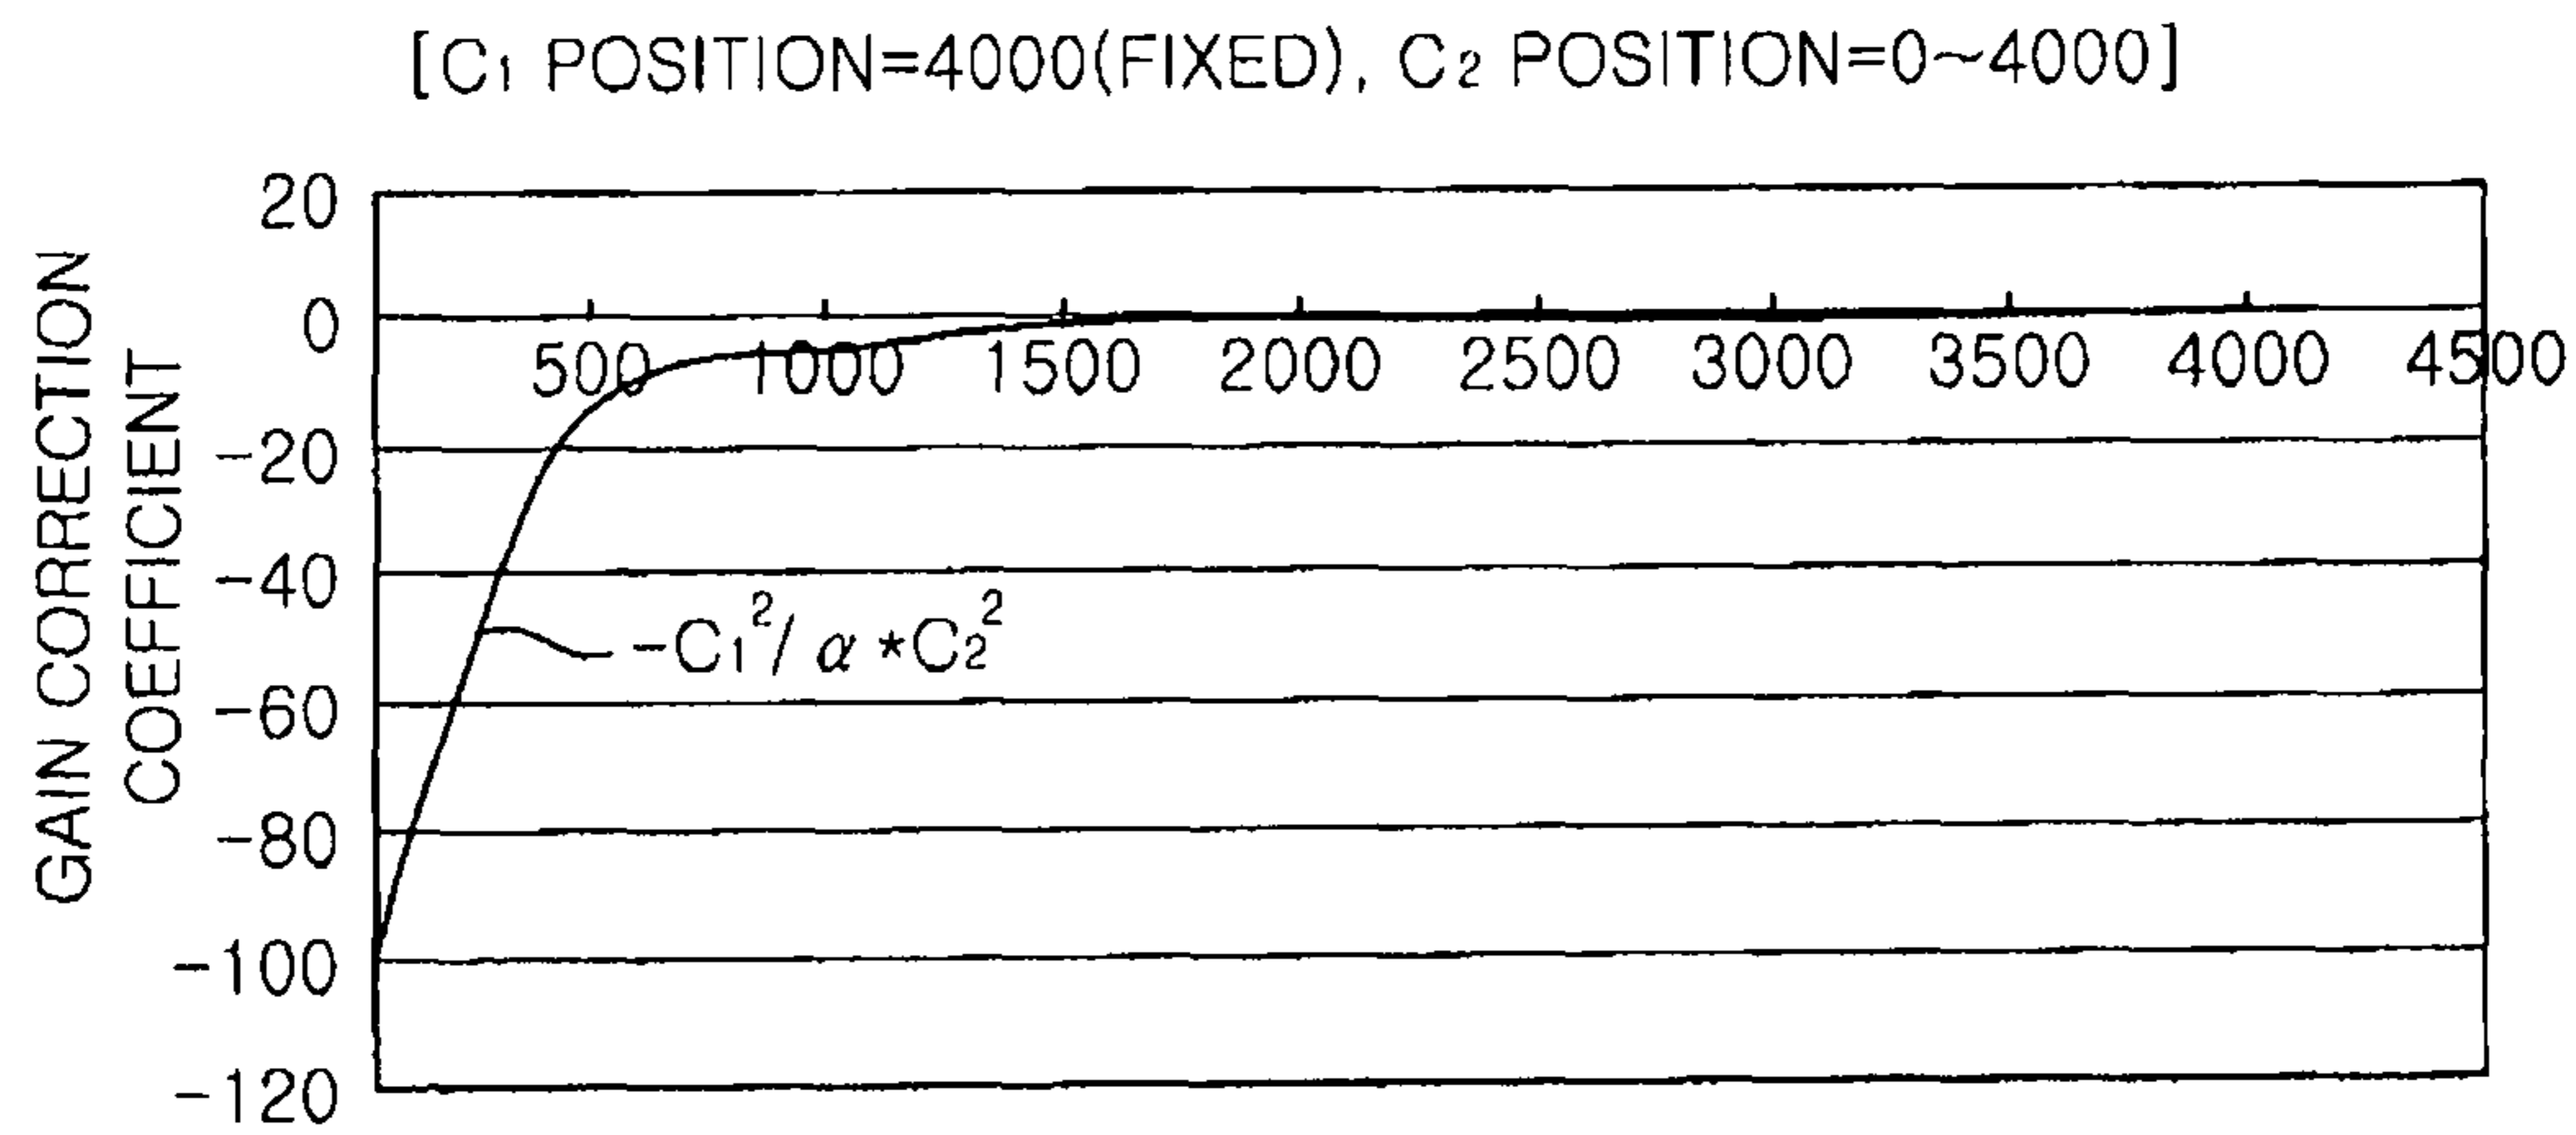 [C₁ POSITION=4000(FIXED), C₂ POSITION=0~4000]
GAIN CORRECTION
COEFFICIENT
20
0
-20
-40
-60
-80
-100
-120
500 1000 1500 2000 2500 3000 3500 4000 4500
-C₁²/ α *C₂²